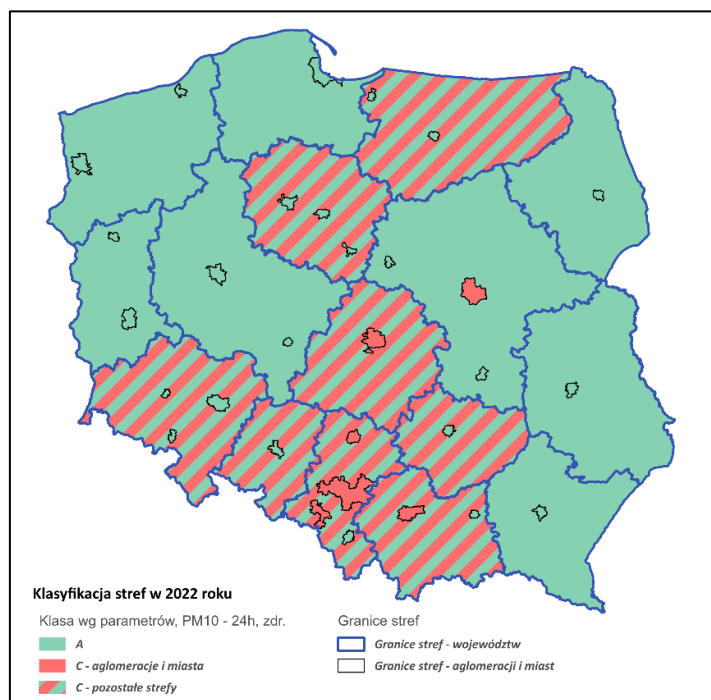 Klasyfikacja stref w 2022 roku
Klasa wg parametrów, PM10 - 24h, zdr.
A
C - aglomeracje i miasta
C - pozostałe strefy
Granice stref
Granice stref - województw
Granice stref - aglomeracji i miast